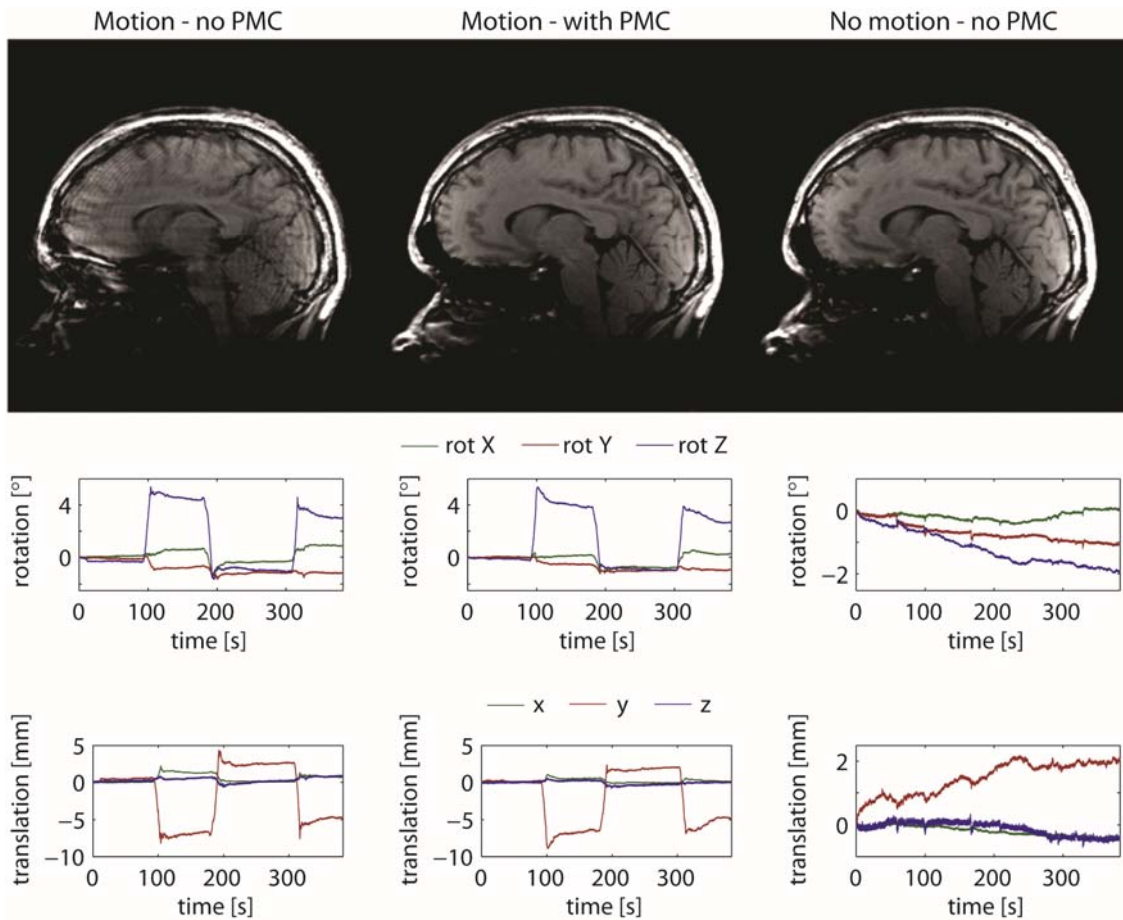 Motion - no PMC Motion - with PMC No motion - no PMC
rot X rot Y rot Z
rotation [°] rotation [°] rotation [°]
4 4 0
0 0 −2
0 100 200 300 0 100 200 300 0 100 200 300
time [s] time [s] time [s]
x y z
translation [mm] translation [mm] translation [mm]
5 5 2
0 0 0
−5 −5
−10 −10
0 100 200 300 0 100 200 300 0 100 200 300
time [s] time [s] time [s]